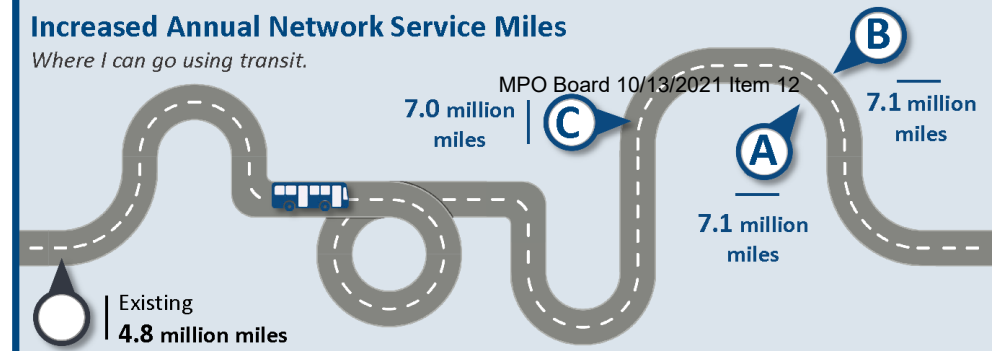 Increased Annual Network Service Miles
Where I can go using transit.
B
MPO Board 10/13/2021 Item 12
7.0 million
miles
C
7.1 million
miles
A
7.1 million
miles
Existing
4.8 million miles